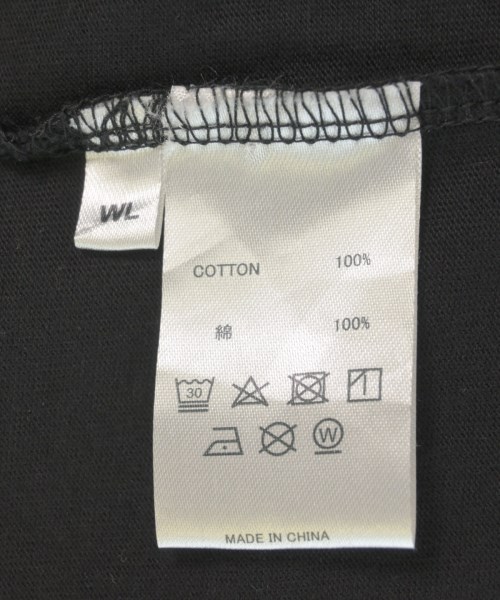 WL
COTTON 100%
綿 100%
30
W
MADE IN CHINA